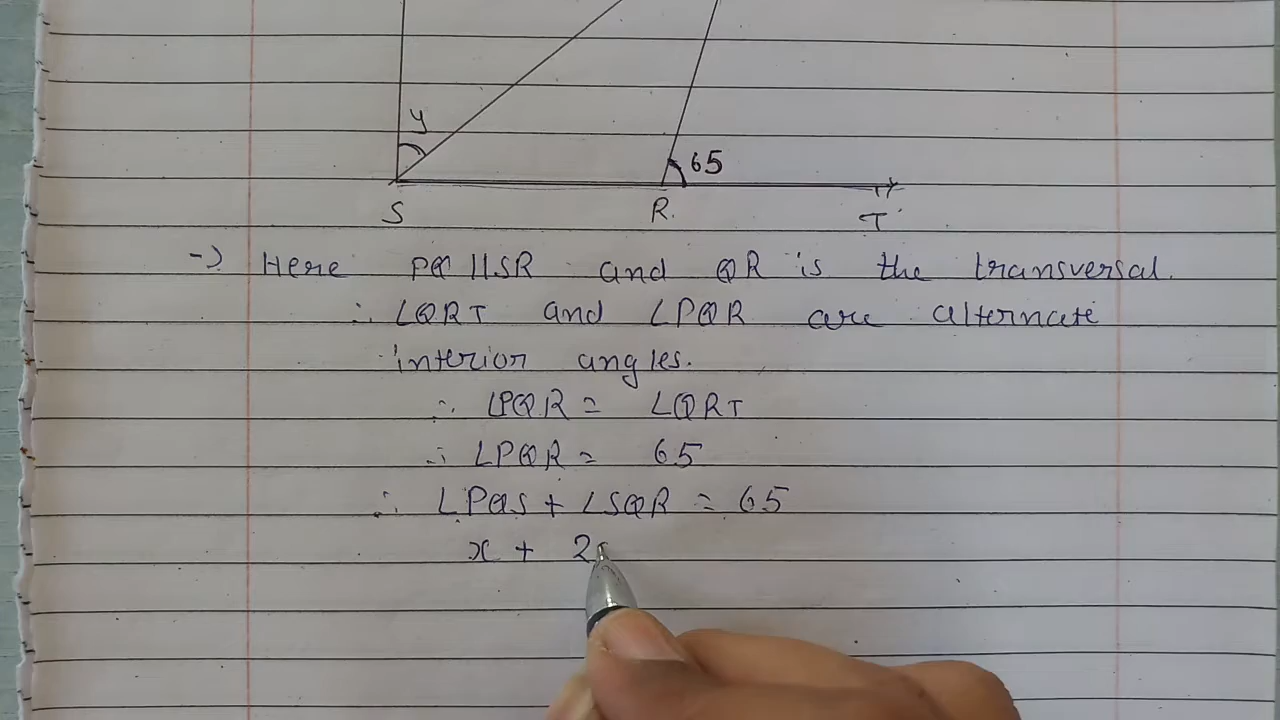 y
65
S R. T
→ Here PQ || SR and QR is the transversal.
∴ ∠QRT and ∠PQR are alternate
interior angles.
∴ ∠PQR = ∠QRT
∴ ∠PQR = 65
∴ ∠PQS + ∠SQR = 65
x + 2